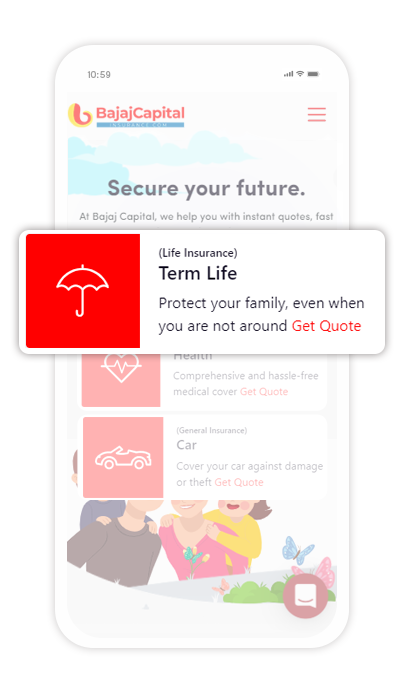 10:59
BajajCapital
INSURANCE.COM
Secure your future.
At Bajaj Capital, we help you with instant quotes, fast
(Life Insurance)
Term Life
Protect your family, even when
you are not around Get Quote
Health
Comprehensive and hassle-free
medical cover Get Quote
(General Insurance)
Car
Cover your car against damage
or theft Get Quote